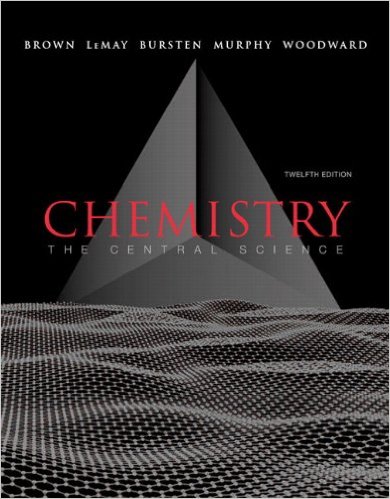 BROWN LEMAY BURSTEN MURPHY WOODWARD
TWELFTH EDITION
CHEMISTRY
THE CENTRAL SCIENCE